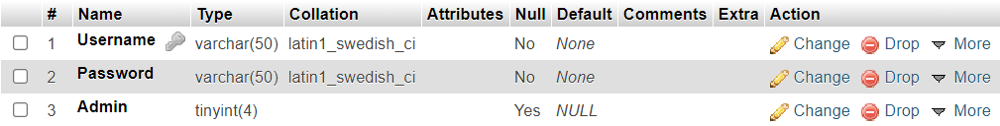 # Name Type Collation Attributes Null Default Comments Extra Action
1 Username varchar(50) latin1_swedish_ci No None Change Drop More
2 Password varchar(50) latin1_swedish_ci No None Change Drop More
3 Admin tinyint(4) Yes NULL Change Drop More